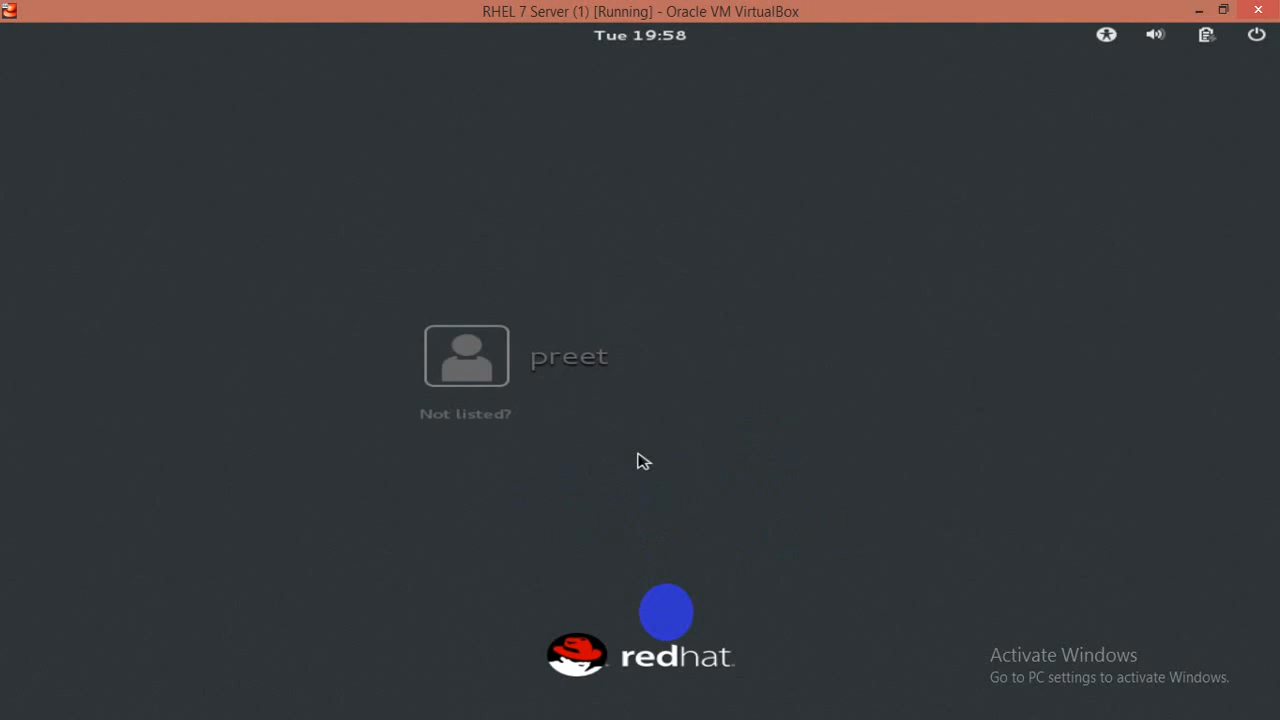 RHEL 7 Server (1) [Running] - Oracle VM VirtualBox
Tue 19:58
preet
Not listed?
redhat.
Activate Windows
Go to PC settings to activate Windows.